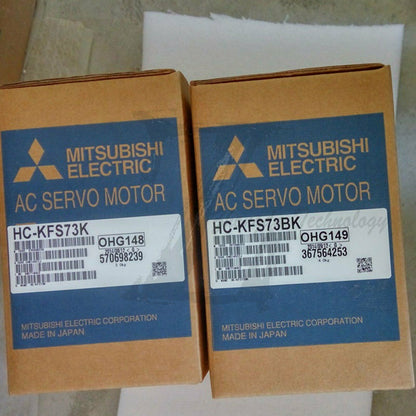 MITSUBISHI
ELECTRIC
AC SERVO MOTOR
HC-KFS73K
OHG148
570698239
MITSUBISHI ELECTRIC CORPORATION
MADE IN JAPAN
MITSUBISHI
ELECTRIC
AC SERVO MOTOR
Technology
HC-KFS73BK
OHG149
367564253
MITSUBISHI ELECTRIC CORPORATION
MADE IN JAPAN